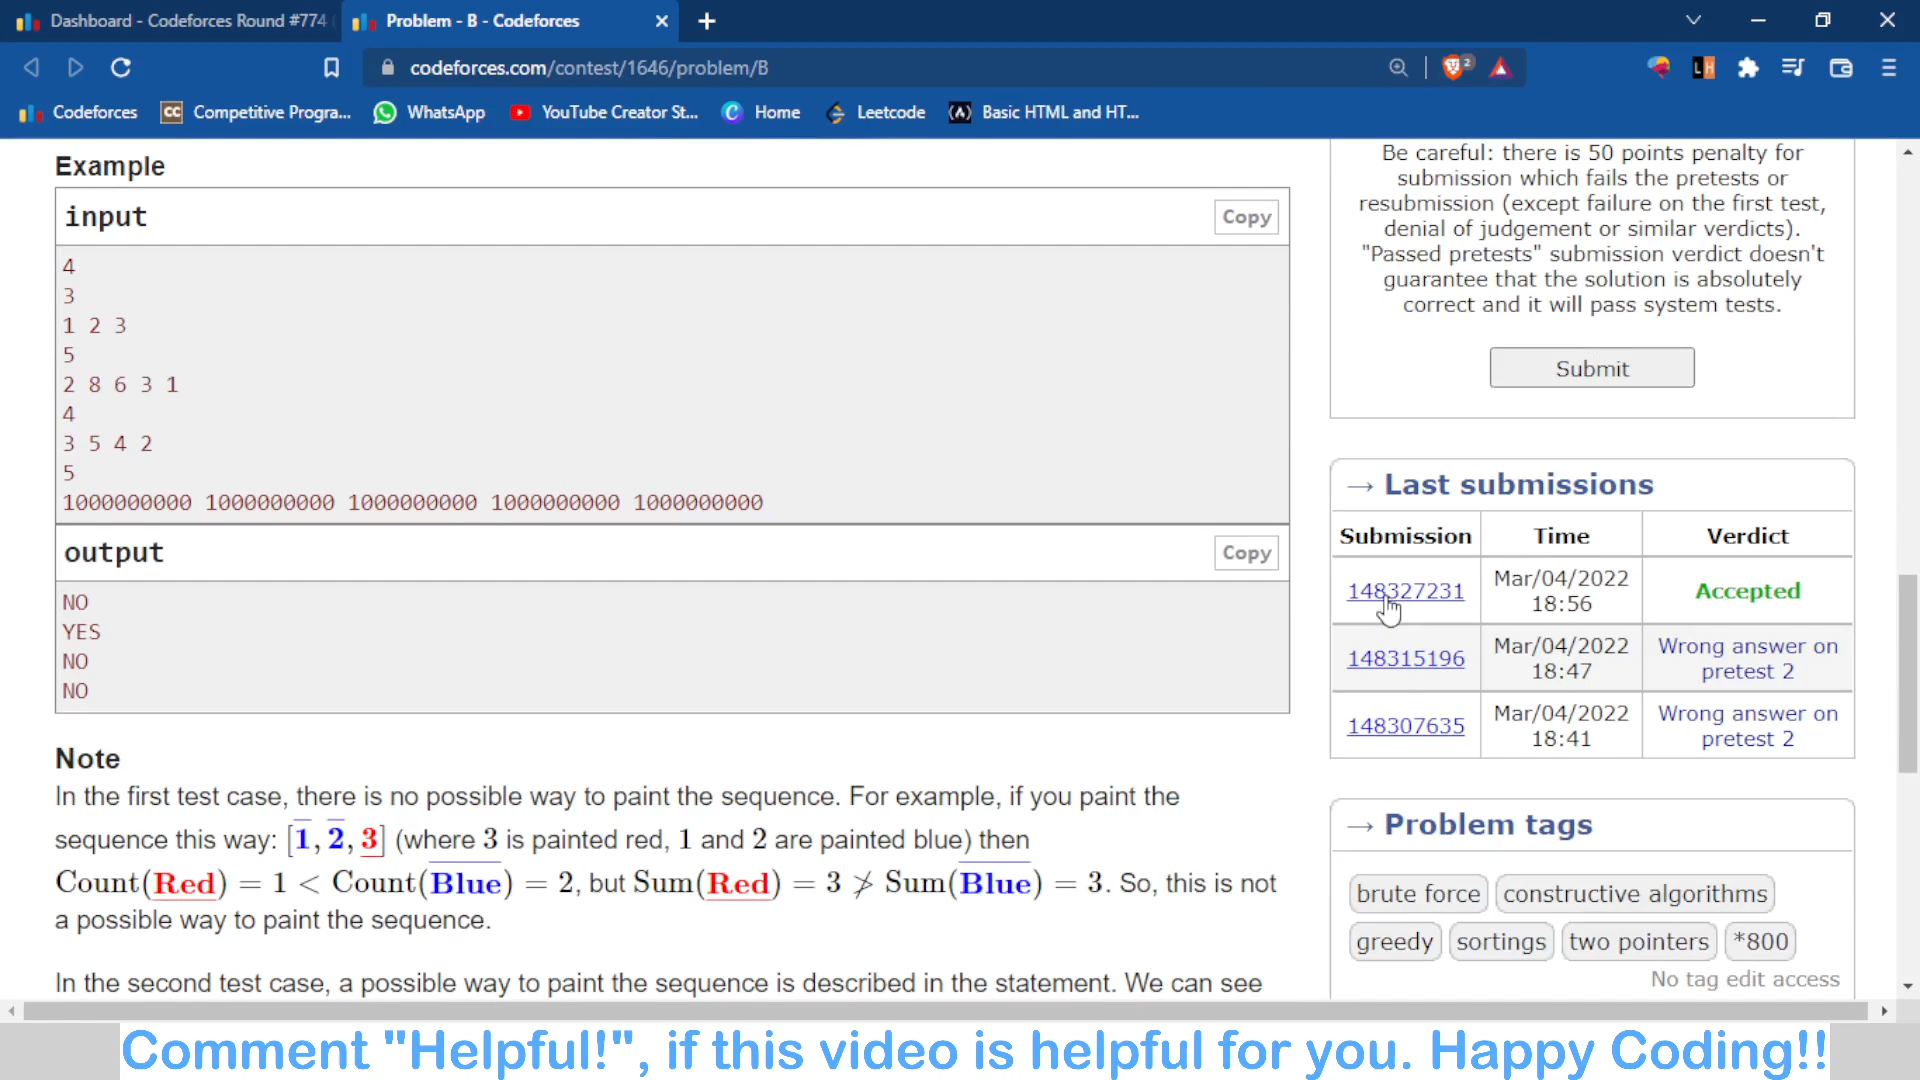 Dashboard - Codeforces Round #774
Problem - B - Codeforces
codeforces.com/contest/1646/problem/B
2
LH
Codeforces
CC
Competitive Progra...
WhatsApp
YouTube Creator St...
Home
Leetcode
Basic HTML and HT...
Example
input
Copy
4
3
1 2 3
5
2 8 6 3 1
4
3 5 4 2
5
1000000000 1000000000 1000000000 1000000000 1000000000
output
Copy
NO
YES
NO
NO
Note
In the first test case, there is no possible way to paint the sequence. For example, if you paint the
sequence this way: [1, 2, 3] (where 3 is painted red, 1 and 2 are painted blue) then
Count(Red) = 1 < Count(Blue) = 2, but Sum(Red) = 3 ≯ Sum(Blue) = 3. So, this is not
a possible way to paint the sequence.
In the second test case, a possible way to paint the sequence is described in the statement. We can see
Be careful: there is 50 points penalty for
submission which fails the pretests or
resubmission (except failure on the first test,
denial of judgement or similar verdicts).
"Passed pretests" submission verdict doesn't
guarantee that the solution is absolutely
correct and it will pass system tests.
Submit
→ Last submissions
Submission Time Verdict
148327231 Mar/04/2022 18:56 Accepted
148315196 Mar/04/2022 18:47 Wrong answer on pretest 2
148307635 Mar/04/2022 18:41 Wrong answer on pretest 2
→ Problem tags
brute force constructive algorithms
greedy sortings two pointers *800
No tag edit access
Comment "Helpful!", if this video is helpful for you. Happy Coding!!